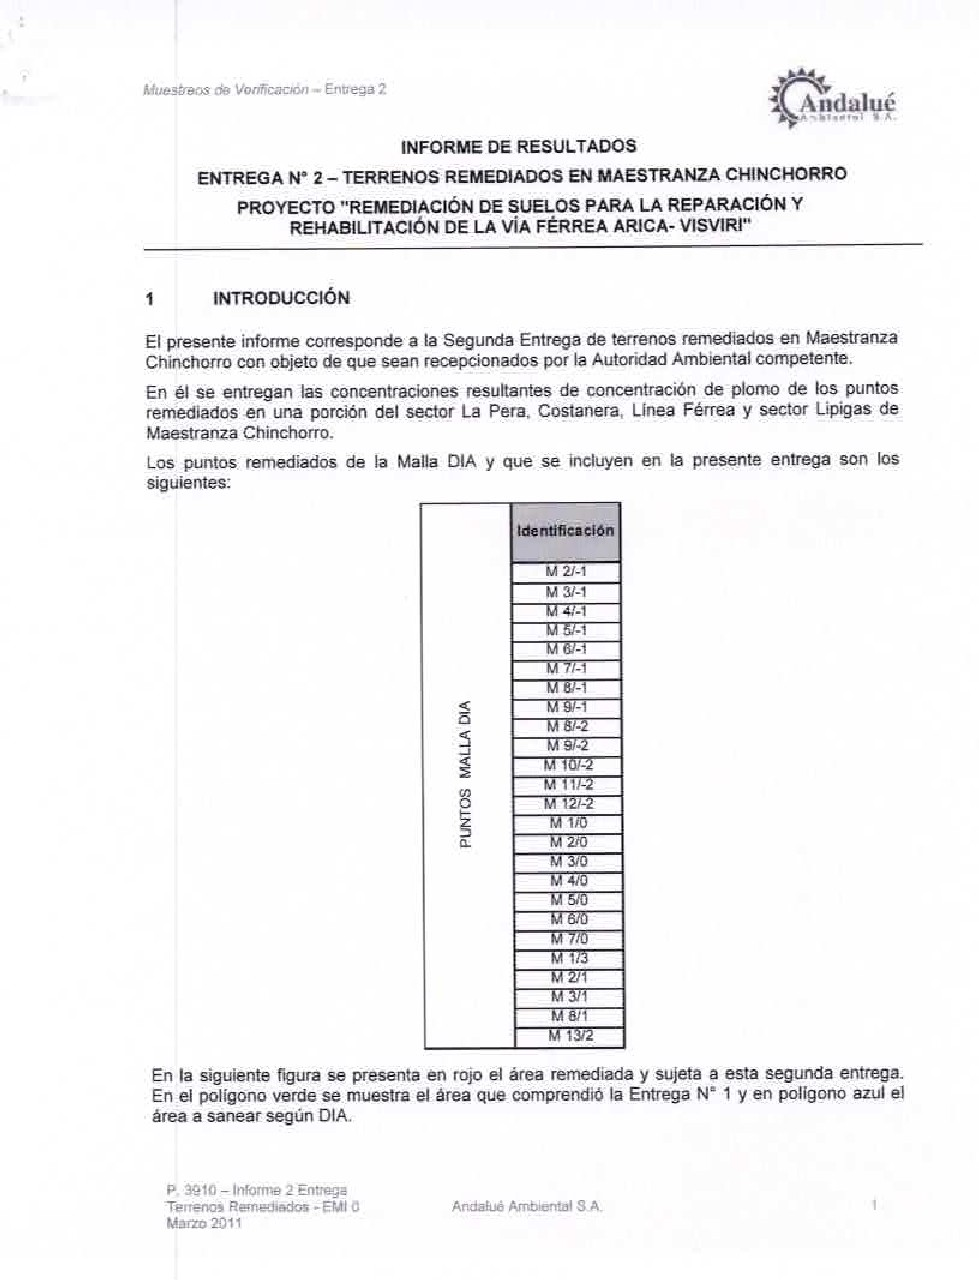 Muestreos de Verificación – Entrega 2
Andalué
Ambiental S.A.
INFORME DE RESULTADOS
ENTREGA N° 2 – TERRENOS REMEDIADOS EN MAESTRANZA CHINCHORRO
PROYECTO "REMEDIACIÓN DE SUELOS PARA LA REPARACIÓN Y
REHABILITACIÓN DE LA VÍA FÉRREA ARICA- VISVIRI"
1 INTRODUCCIÓN
El presente informe corresponde a la Segunda Entrega de terrenos remediados en Maestranza
Chinchorro con objeto de que sean recepcionados por la Autoridad Ambiental competente.
En él se entregan las concentraciones resultantes de concentración de plomo de los puntos
remediados en una porción del sector La Pera, Costanera, Línea Férrea y sector Lipigas de
Maestranza Chinchorro.
Los puntos remediados de la Malla DIA y que se incluyen en la presente entrega son los
siguientes:
PUNTOS MALLA DIA
Identificación
M 2/-1
M 3/-1
M 4/-1
M 5/-1
M 6/-1
M 7/-1
M 8/-1
M 9/-1
M 8/-2
M 9/-2
M 10/-2
M 11/-2
M 12/-2
M 1/0
M 2/0
M 3/0
M 4/0
M 5/0
M 6/0
M 7/0
M 1/3
M 2/1
M 3/1
M 8/1
M 13/2
En la siguiente figura se presenta en rojo el área remediada y sujeta a esta segunda entrega.
En el polígono verde se muestra el área que comprendió la Entrega N° 1 y en polígono azul el
área a sanear según DIA.
P. 3910 – Informe 2 Entrega
Terrenos Remediados - EMI 0
Marzo 2011
Andalué Ambiental S.A.
1